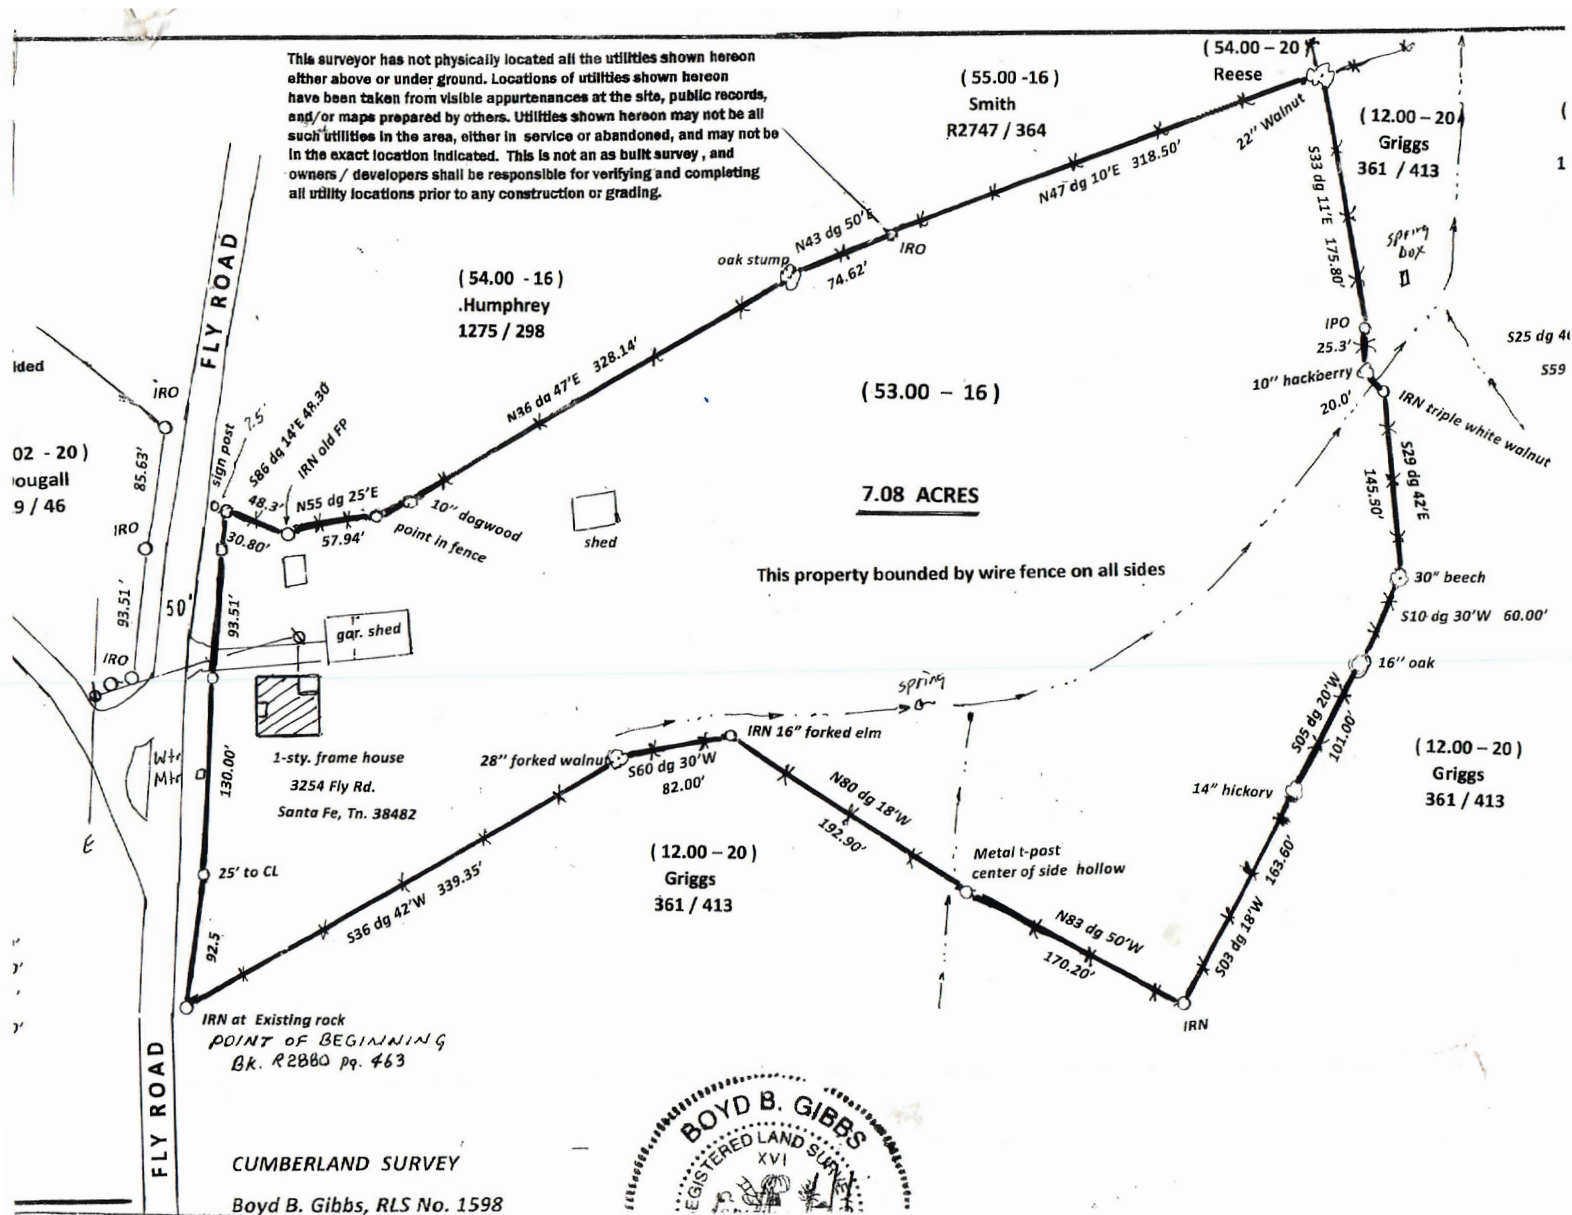 This surveyor has not physically located all the utilities shown hereon
either above or under ground. Locations of utilities shown hereon
have been taken from visible appurtenances at the site, public records,
and/or maps prepared by others. Utilities shown hereon may not be all
such utilities in the area, either in service or abandoned, and may not be
in the exact location indicated. This is not an as built survey, and
owners / developers shall be responsible for verifying and completing
all utility locations prior to any construction or grading.
( 55.00 -16 )
Smith
R2747 / 364
( 54.00 – 20 )
Reese
22" Walnut
( 12.00 – 20 )
Griggs
361 / 413
(
1
N47 dg 10'E 318.50'
S33 dg 11'E 175.80'
spring
box
N43 dg 50'E
74.62'
IRO
oak stump
( 54.00 - 16 )
.Humphrey
1275 / 298
FLY ROAD
IPO
25.3'
10" hackberry
20.0'
IRN triple white walnut
S25 dg 4
S59
N36 dg 47'E 328.14'
( 53.00 – 16 )
7.08 ACRES
lded
IRO
02 - 20 )
ougall
9 / 46
85.63'
sign post
7.5'
S86 dg 14'E 48.30'
48.3'
IRN old FP
N55 dg 25'E
57.94'
30.80'
10" dogwood
point in fence
shed
S29 dg 42'E
145.50'
IRO
93.51'
50'
93.51'
This property bounded by wire fence on all sides
30" beech
S10 dg 30'W 60.00'
gar. shed
IRO
16" oak
S05 dg 20'W
101.00'
spring
IRN 16" forked elm
28" forked walnut
S60 dg 30'W
82.00'
Wtr
Mtr
130.00'
1-sty. frame house
3254 Fly Rd.
Santa Fe, Tn. 38482
N80 dg 18'W
192.90'
14" hickory
( 12.00 – 20 )
Griggs
361 / 413
E
25' to CL
S36 dg 42'W 339.35'
( 12.00 – 20 )
Griggs
361 / 413
Metal t-post
center of side hollow
S03 dg 18'W 163.60'
N83 dg 50'W
170.20'
92.5
IRN at Existing rock
POINT OF BEGINNING
Bk. R2880 pg. 463
IRN
FLY ROAD
CUMBERLAND SURVEY
Boyd B. Gibbs, RLS No. 1598
BOYD B. GIBBS
EGISTERED LAND SURVE
XVI